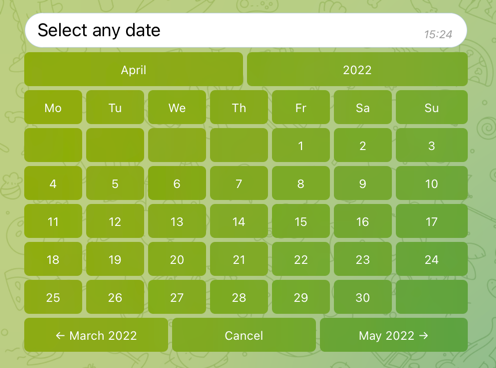 Select any date
15:24
April 2022
Mo Tu We Th Fr Sa Su
1 2 3
4 5 6 7 8 9 10
11 12 13 14 15 16 17
18 19 20 21 22 23 24
25 26 27 28 29 30
← March 2022 Cancel May 2022 →